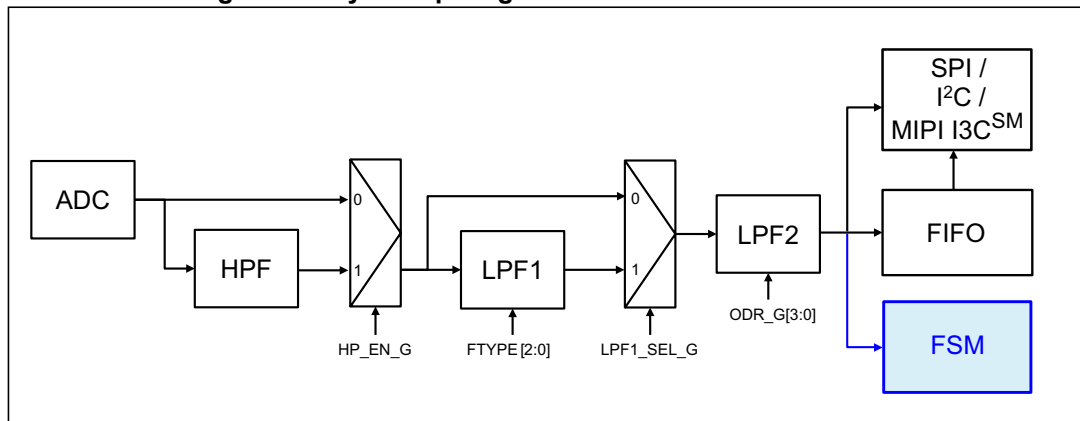 ADC
HPF
0
1
HP_EN_G
LPF1
FTYPE [2:0]
0
1
LPF1_SEL_G
LPF2
ODR_G[3:0]
SPI /
I²C /
MIPI I3C^SM
FIFO
FSM